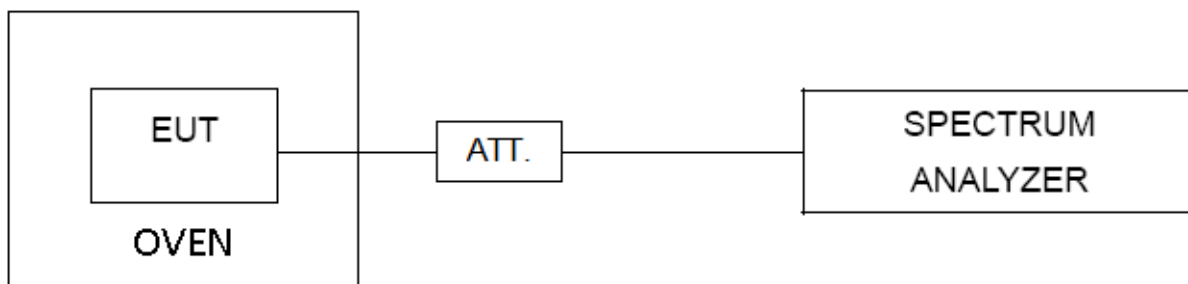 EUT
OVEN
ATT.
SPECTRUM
ANALYZER